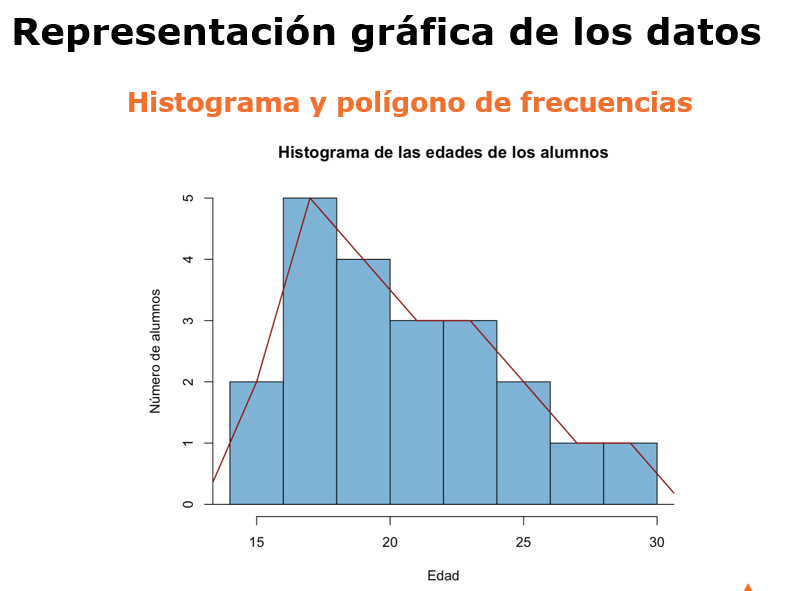 Representación gráfica de los datos
Histograma y polígono de frecuencias
Histograma de las edades de los alumnos
5
4
3
2
1
0
Número de alumnos
15 20 25 30
Edad